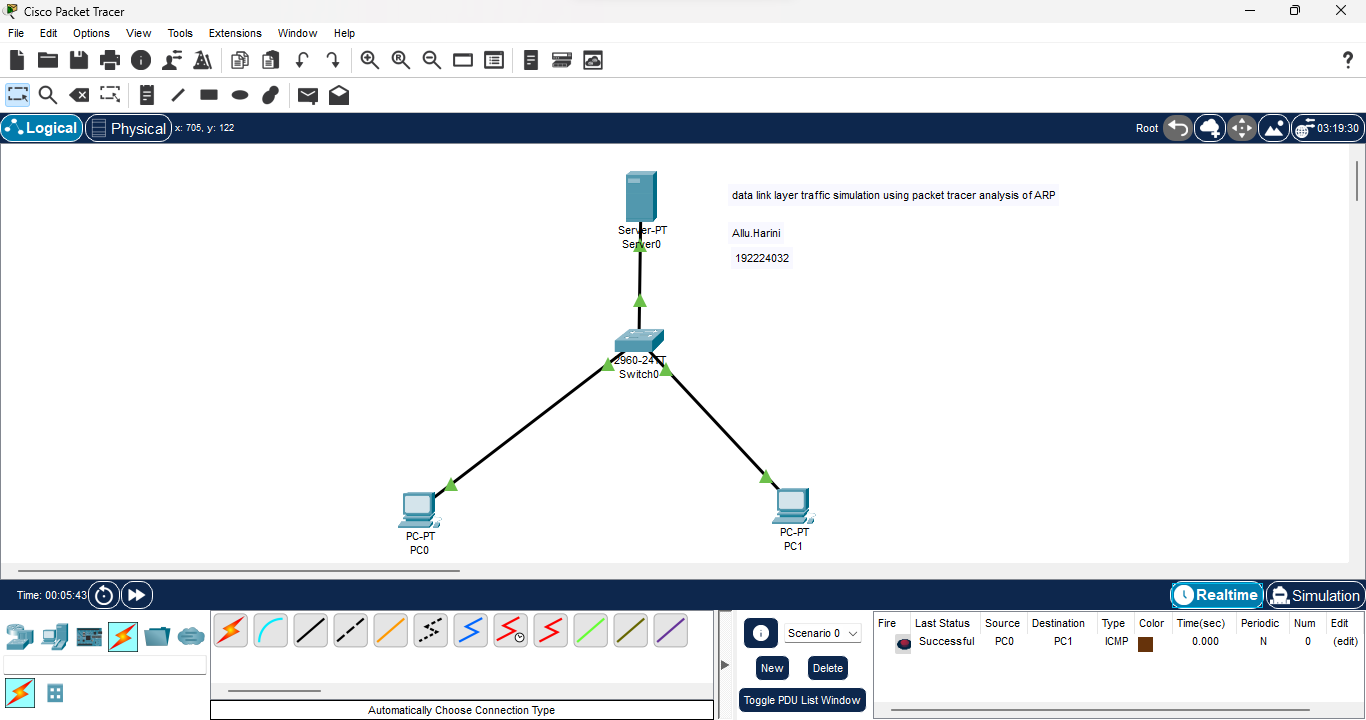 Cisco Packet Tracer
File Edit Options View Tools Extensions Window Help
Logical Physical x: 705, y: 122 Root 03:19:30
data link layer traffic simulation using packet tracer analysis of ARP
Allu.Harini
192224032
Server-PT
Server0
2960-24TT
Switch0
PC-PT
PC0
PC-PT
PC1
Time: 00:05:43 Realtime Simulation
Scenario 0
New Delete
Toggle PDU List Window
Fire Last Status Source Destination Type Color Time(sec) Periodic Num Edit
Successful PC0 PC1 ICMP 0.000 N 0 (edit)
Automatically Choose Connection Type